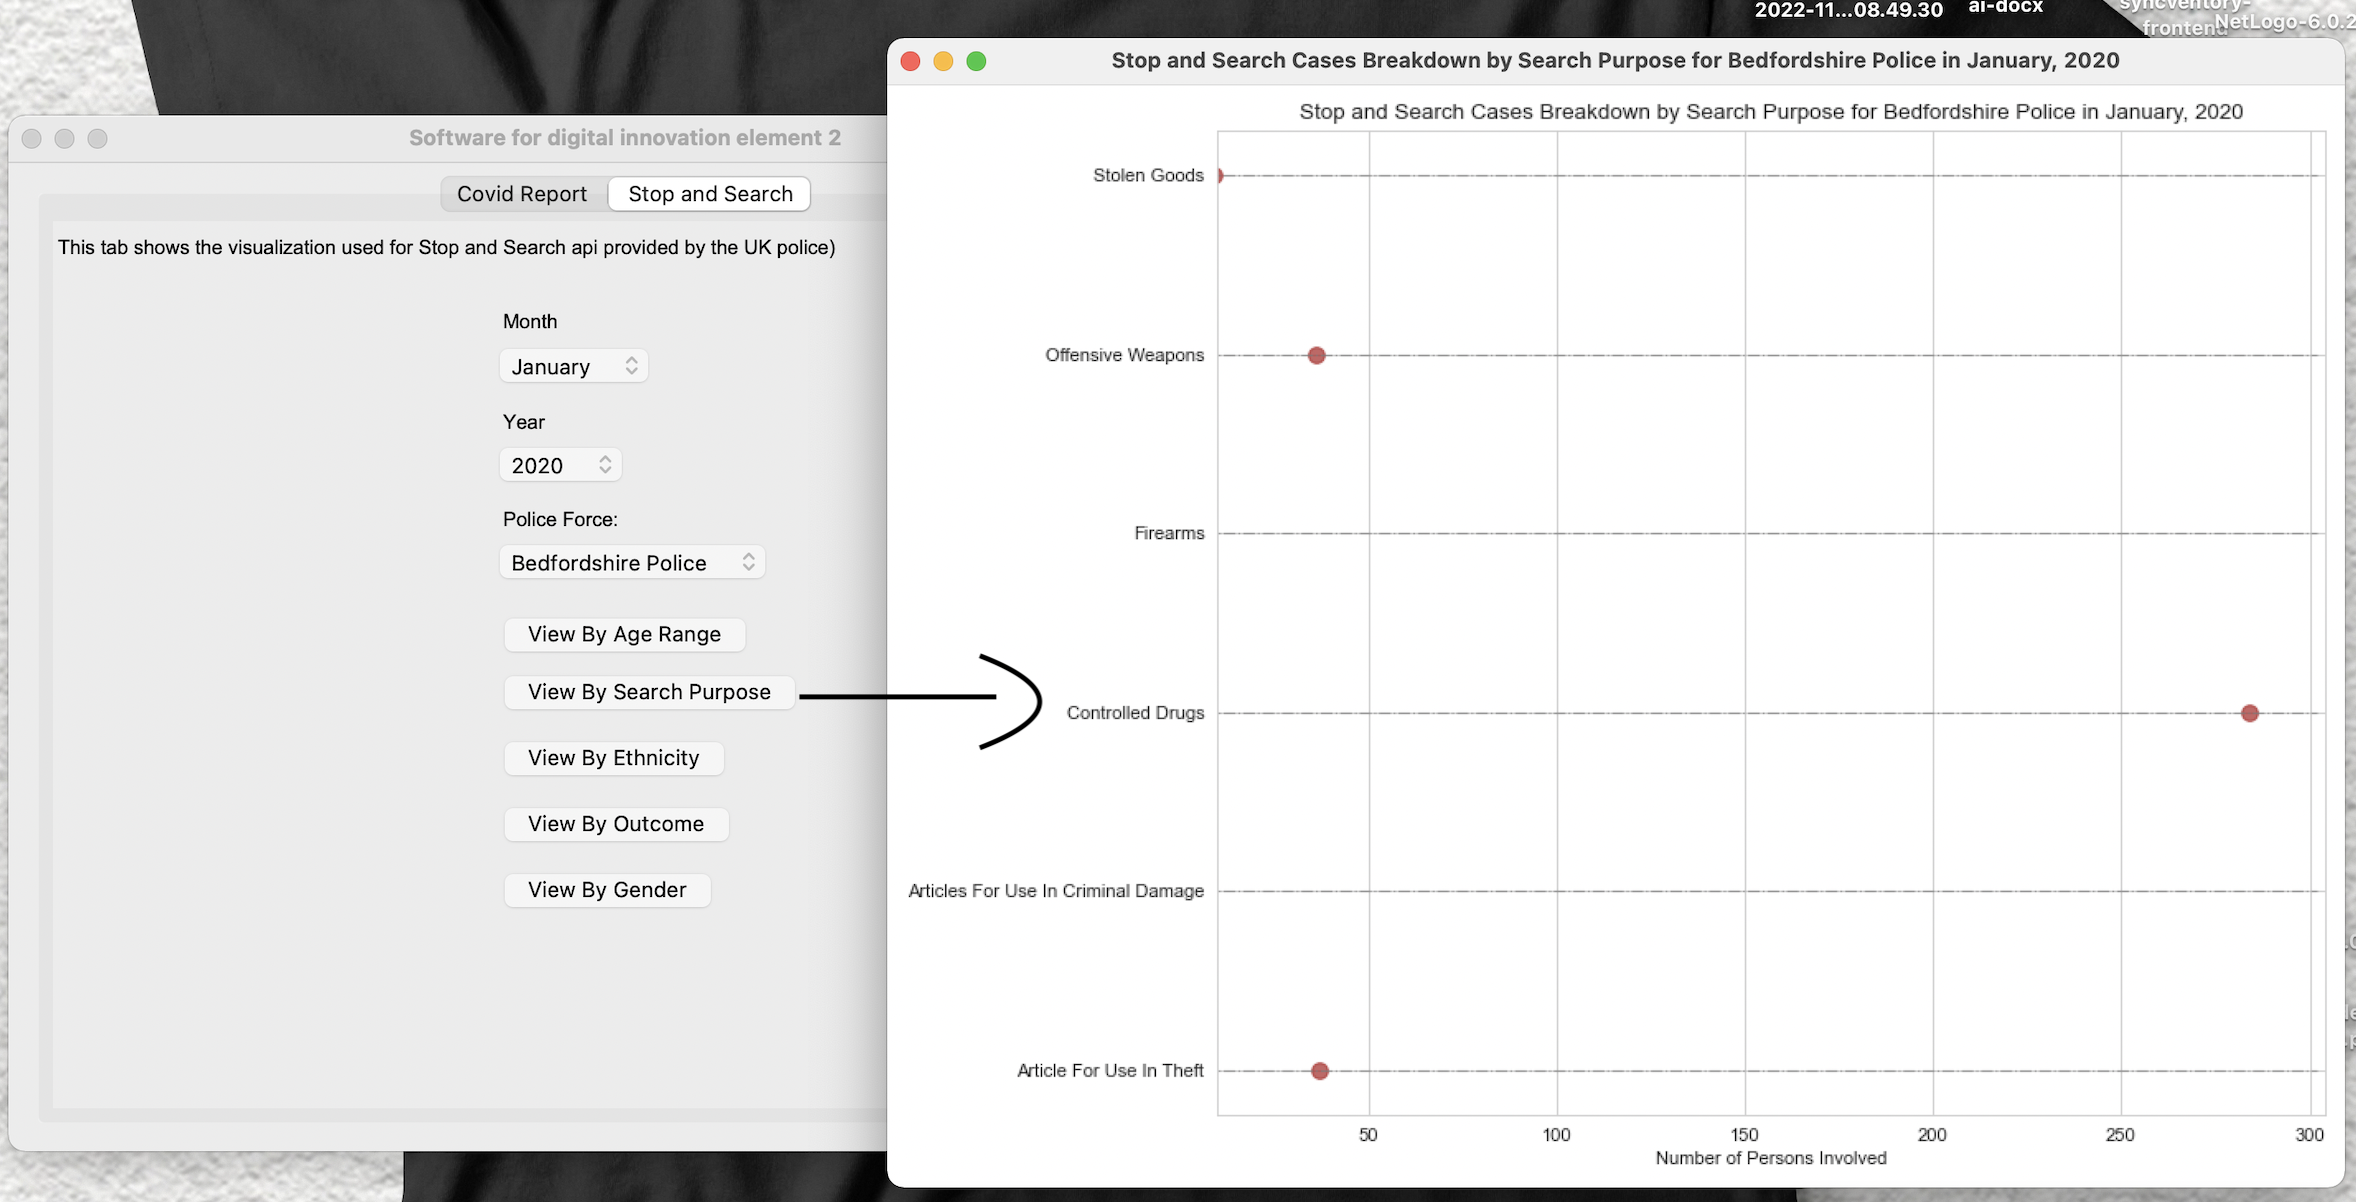 2022-11...08.49.30
ai-docx
frontend
NetLogo-6.0.2
Stop and Search Cases Breakdown by Search Purpose for Bedfordshire Police in January, 2020
Software for digital innovation element 2
Covid Report
Stop and Search
This tab shows the visualization used for Stop and Search api provided by the UK police)
Month
January
Year
2020
Police Force:
Bedfordshire Police
View By Age Range
View By Search Purpose
View By Ethnicity
View By Outcome
View By Gender
Stop and Search Cases Breakdown by Search Purpose for Bedfordshire Police in January, 2020
Stolen Goods
Offensive Weapons
Firearms
Controlled Drugs
Articles For Use In Criminal Damage
Article For Use In Theft
50 100 150 200 250 300
Number of Persons Involved